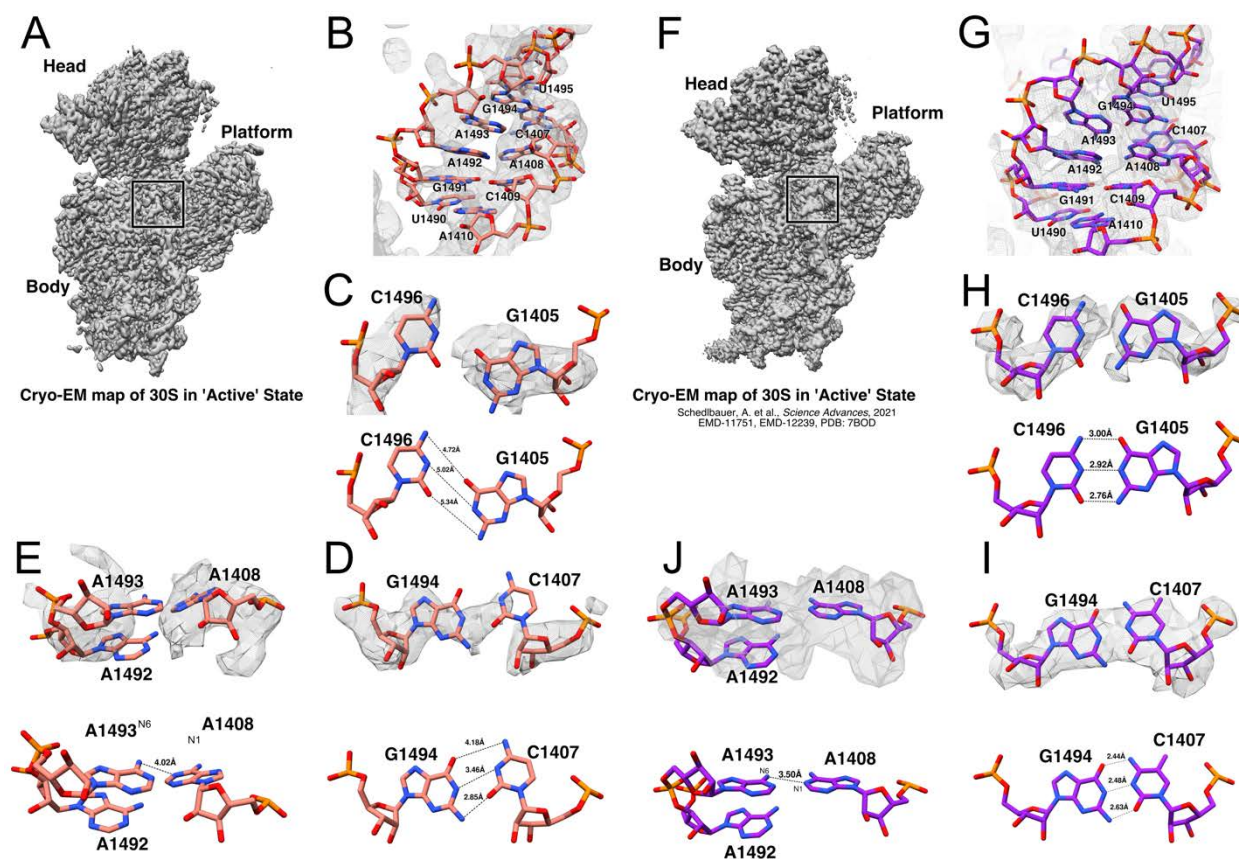 A
Head
Platform
Body
Cryo-EM map of 30S in 'Active' State
B
U1495
G1494
A1493
C1407
A1492
A1408
G1491
C1409
U1490
A1410
C
C1496
G1405
C1496
G1405
4.72Å
5.02Å
5.34Å
E
A1493
A1408
A1492
A1493 N6
A1408
N1
4.02Å
A1492
D
G1494
C1407
G1494
C1407
4.18Å
3.46Å
2.85Å
F
Head
Platform
Body
Cryo-EM map of 30S in 'Active' State
Schedlbauer, A. et al., Science Advances, 2021
EMD-11751, EMD-12239, PDB: 7BOD
G
G1494
U1495
A1493
C1407
A1492
A1408
G1491
C1409
U1490
A1410
H
C1496
G1405
C1496
G1405
3.00Å
2.92Å
2.76Å
J
A1493
A1408
A1492
A1493
A1408
N6
3.50Å
N1
A1492
I
G1494
C1407
G1494
C1407
2.44Å
2.48Å
2.63Å